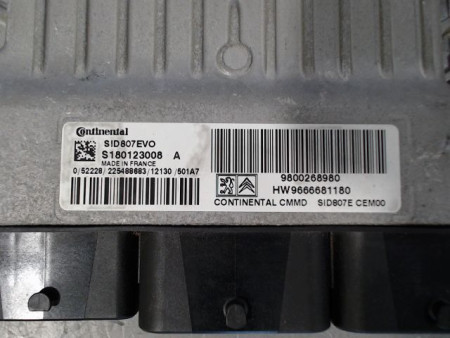 Continental
SID807EVO
S180123008 A
MADE IN FRANCE
0/52228/225488683/12130/501A7
9800268980
HW9666681180
CONTINENTAL CMMD SID807E CEM00